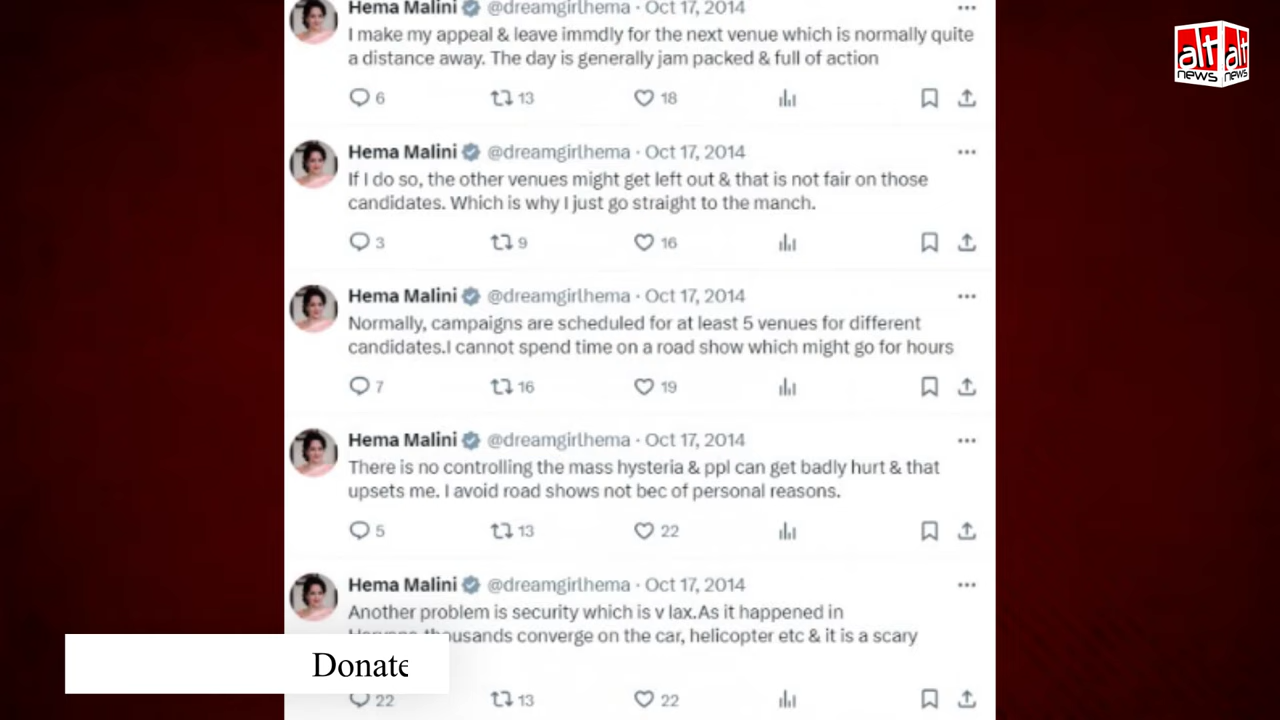 Hema Malini @dreamgirlhema · Oct 17, 2014
I make my appeal & leave immdly for the next venue which is normally quite
a distance away. The day is generally jam packed & full of action
6 13 18
Hema Malini @dreamgirlhema · Oct 17, 2014
If I do so, the other venues might get left out & that is not fair on those
candidates. Which is why I just go straight to the manch.
3 9 16
Hema Malini @dreamgirlhema · Oct 17, 2014
Normally, campaigns are scheduled for at least 5 venues for different
candidates.I cannot spend time on a road show which might go for hours
7 16 19
Hema Malini @dreamgirlhema · Oct 17, 2014
There is no controlling the mass hysteria & ppl can get badly hurt & that
upsets me. I avoid road shows not bec of personal reasons.
5 13 22
Hema Malini @dreamgirlhema · Oct 17, 2014
Another problem is security which is v lax.As it happened in
converge on the car, helicopter etc & it is a scary
22 13 22
Donate
alt news alt news